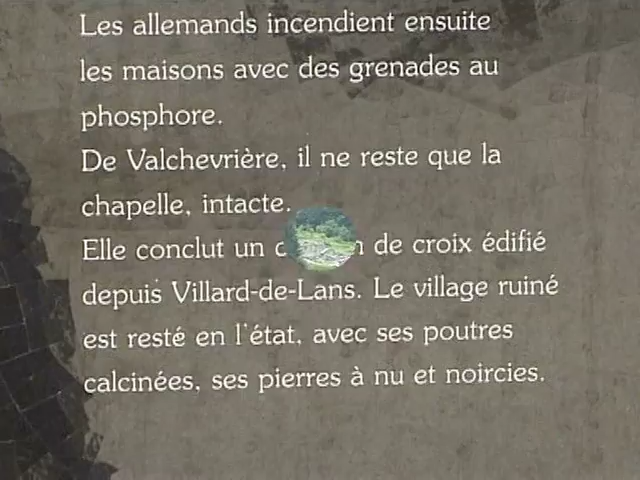 Les allemands incendient ensuite
les maisons avec des grenades au
phosphore.
De Valchevrière, il ne reste que la
chapelle, intacte.
Elle conclut un de croix édifié
depuis Villard-de-Lans. Le village ruiné
est resté en l'état, avec ses poutres
calcinées, ses pierres à nu et noircies.